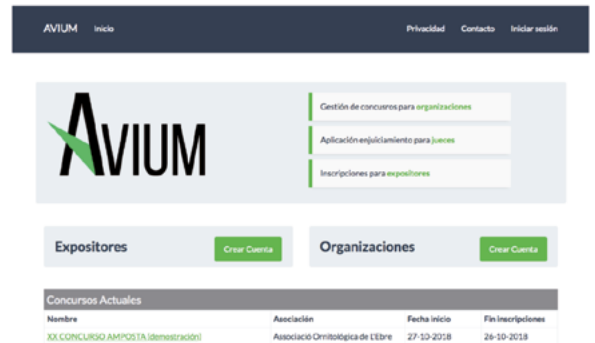 AVIUM Inicio Privacidad Contacto Iniciar sesión
AVIUM
Gestión de concusros para organizaciones
Aplicación enjuiciamiento para jueces
Inscripciones para expositores
Expositores Crear Cuenta Organizaciones Crear Cuenta
Concursos Actuales
Nombre Asociación Fecha inicio Fin inscripciones
XX CONCURSO AMPOSTA (demostración) Associació Ornitológica de L'Ebre 27-10-2018 26-10-2018